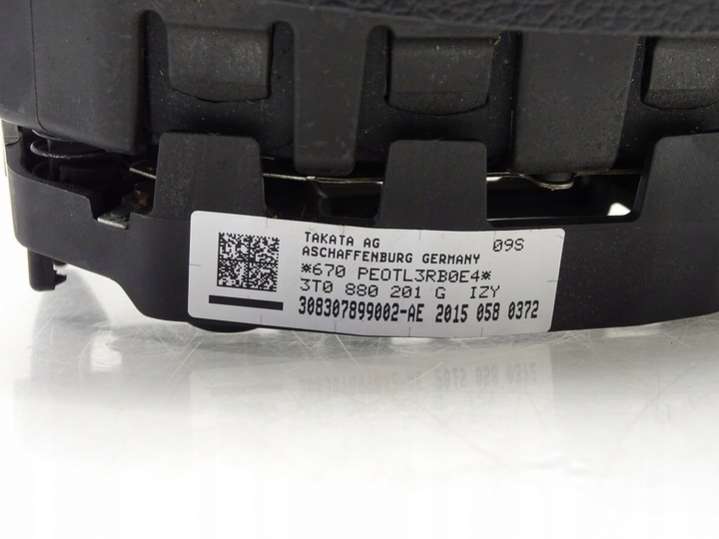 TAKATA AG 09S
ASCHAFFENBURG GERMANY
*670 PEOTL3RB0E4*
3T0 880 201 G IZY
308307899002-AE 2015 058 0372